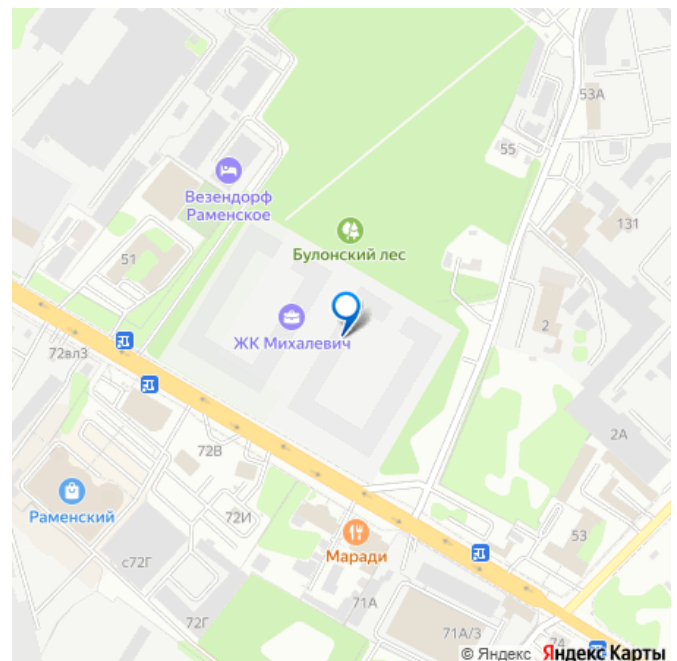 53А
55
Везендорф
Раменское
131
Булонский лес
51
ЖК Михалевич
2
72вл3
2А
72В
Раменский
72И
53
Маради
с72Г
71А
72Г
71А/3
74
© Яндекс Яндекс Карты